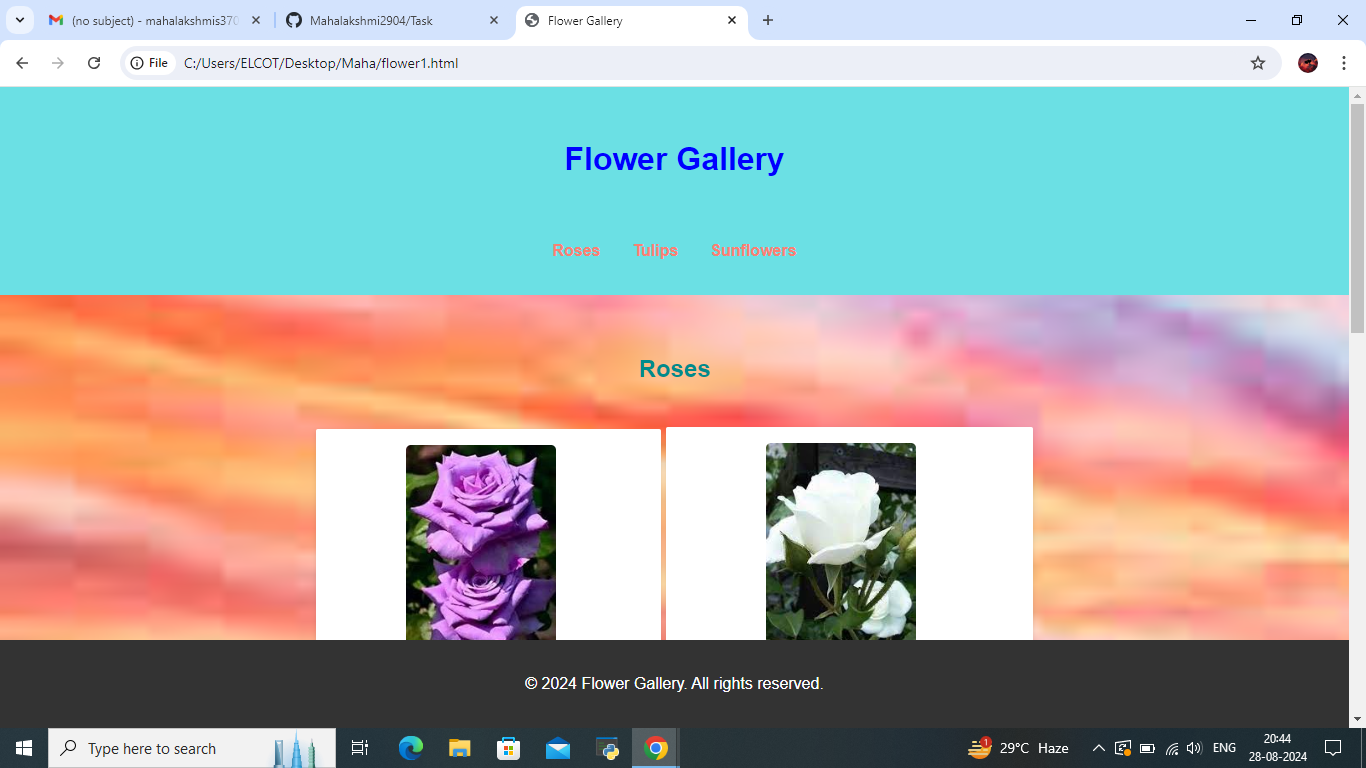 (no subject) - mahalakshmis370
Mahalakshmi2904/Task
Flower Gallery
File
C:/Users/ELCOT/Desktop/Maha/flower1.html
Flower Gallery
Roses
Tulips
Sunflowers
Roses
© 2024 Flower Gallery. All rights reserved.
Type here to search
1
29°C Haze
ENG
20:44
28-08-2024